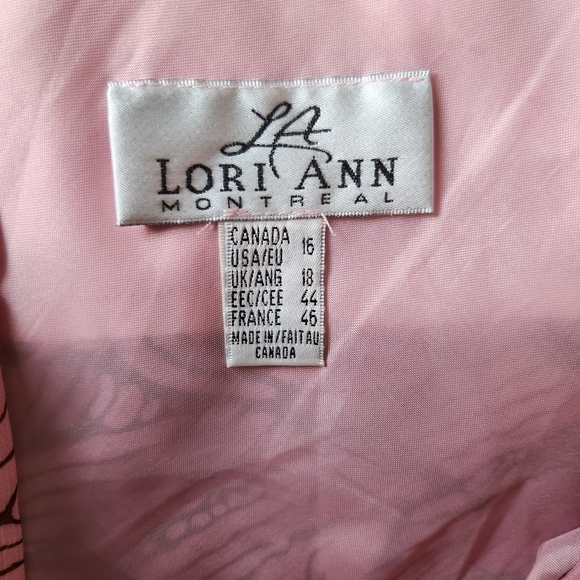 LA
LORI ANN
MONTREAL
CANADA
USA/EU 16
UK/ANG 18
EEC/CEE 44
FRANCE 46
MADE IN/FAIT AU
CANADA